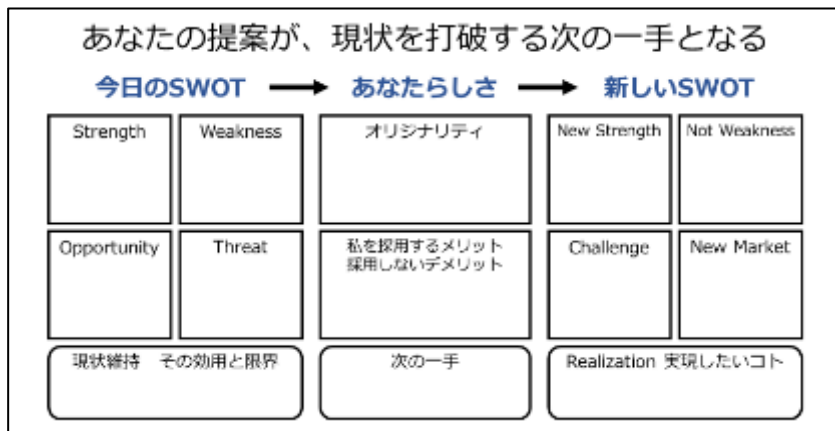 あなたの提案が、現状を打破する次の一手となる
今日のSWOT → あなたらしさ → 新しいSWOT
Strength Weakness オリジナリティ New Strength Not Weakness
Opportunity Threat 私を採用するメリット Challenge New Market
採用しないデメリット
現状維持 その効用と限界 次の一手 Realization 実現したいコト